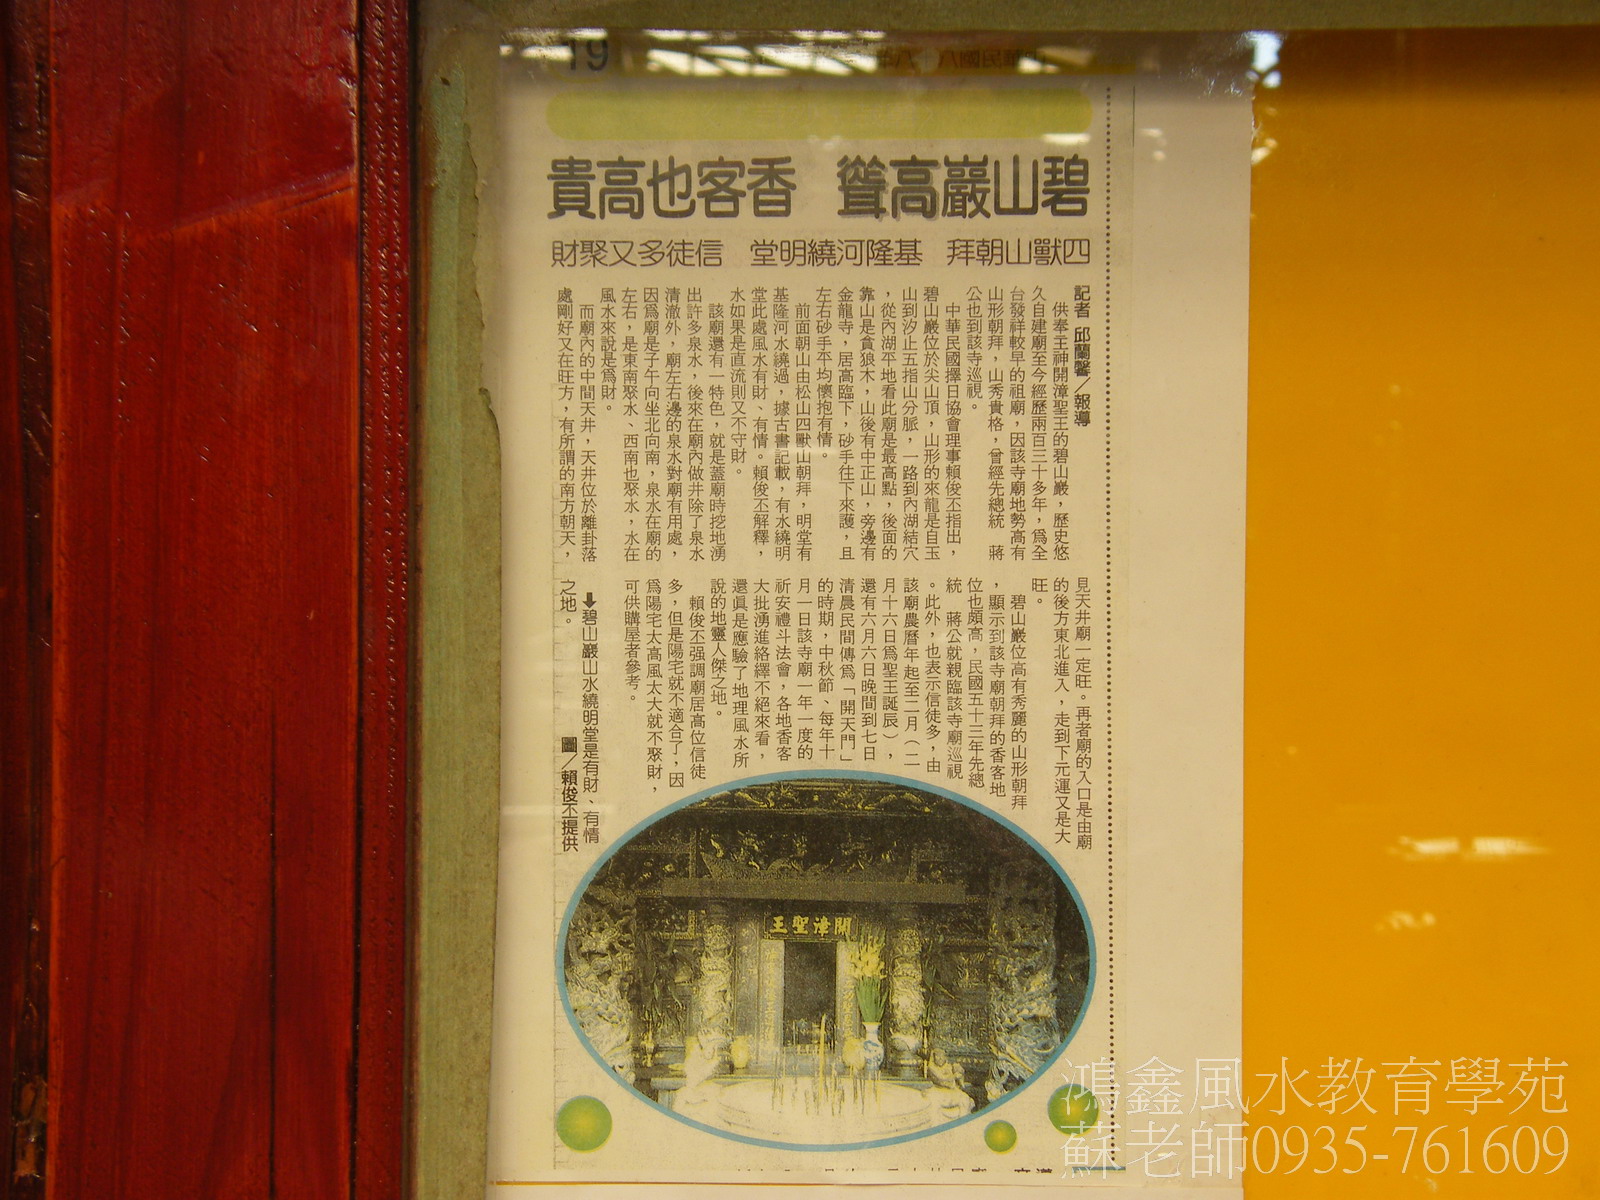 19
碧山巖高聳　香客也高貴
四獸山朝拜　基隆河繞明堂　信徒多又聚財
記者 邱蘭馨／報導
供奉主神開漳聖王的碧山巖，歷史悠
久自建廟至今經歷兩百三十多年，爲全
台發祥較早的祖廟，因該寺廟地勢高有
山形朝拜，山秀貴格，曾經先總統　蔣
公也到該寺巡視。
中華民國擇日協會理事賴俊丕指出，
碧山巖位於尖山頂，山形的來龍是自玉
山到汐止五指山分脈，一路到內湖結穴
，從內湖平地看此廟是最高點，後面的
靠山是貪狼木，山後有中正山，旁邊有
金龍寺，居高臨下，砂手往下來護，且
左右砂手平均懷抱有情。
前面朝山由松山四獸山朝拜，明堂有
基隆河水繞過，據古書記載，有水繞明
堂此處風水有財、有情。賴俊丕解釋，
水如果是直流則又不守財。
該廟還有一特色，就是蓋廟時挖地湧
出許多泉水，後來在廟內做井除了泉水
清澈外，廟左右邊的泉水對廟有用處，
因爲廟是子午向坐北向南，泉水在廟的
左右，是東南聚水、西南也聚水，水在
風水來說是爲財。
而廟內的中間天井，天井位於離卦落
處剛好又在旺方，有所謂的南方朝天，
見天井廟一定旺。再者廟的入口是由廟
的後方東北進入，走到下元運又是大
旺。
碧山巖位高有秀麗的山形朝拜
，顯示到該寺廟朝拜的香客地
位也頗高，民國五十三年先總
統　蔣公就親臨該寺廟巡視
。此外，也表示信徒多，由
該廟農曆年起至二月（二
月十六日爲聖王誕辰），
還有六月六日晚間到七日
清晨民間傳爲「開天門」
的時期，中秋節、每年十
月一日該寺廟一年一度的
祈安禮斗法會，各地香客
大批湧進絡繹不絕來看，
還眞是應驗了地理風水所
說的地靈人傑之地。
賴俊丕强調廟居高位信徒
多，但是陽宅就不適合了，因
爲陽宅太高風太大就不聚財，
可供購屋者參考。
⬇碧山巖山水繞明堂是有財、有情
之地。
圖／賴俊丕提供
開漳聖王
鴻鑫風水教育學苑
蘇老師0935-761609